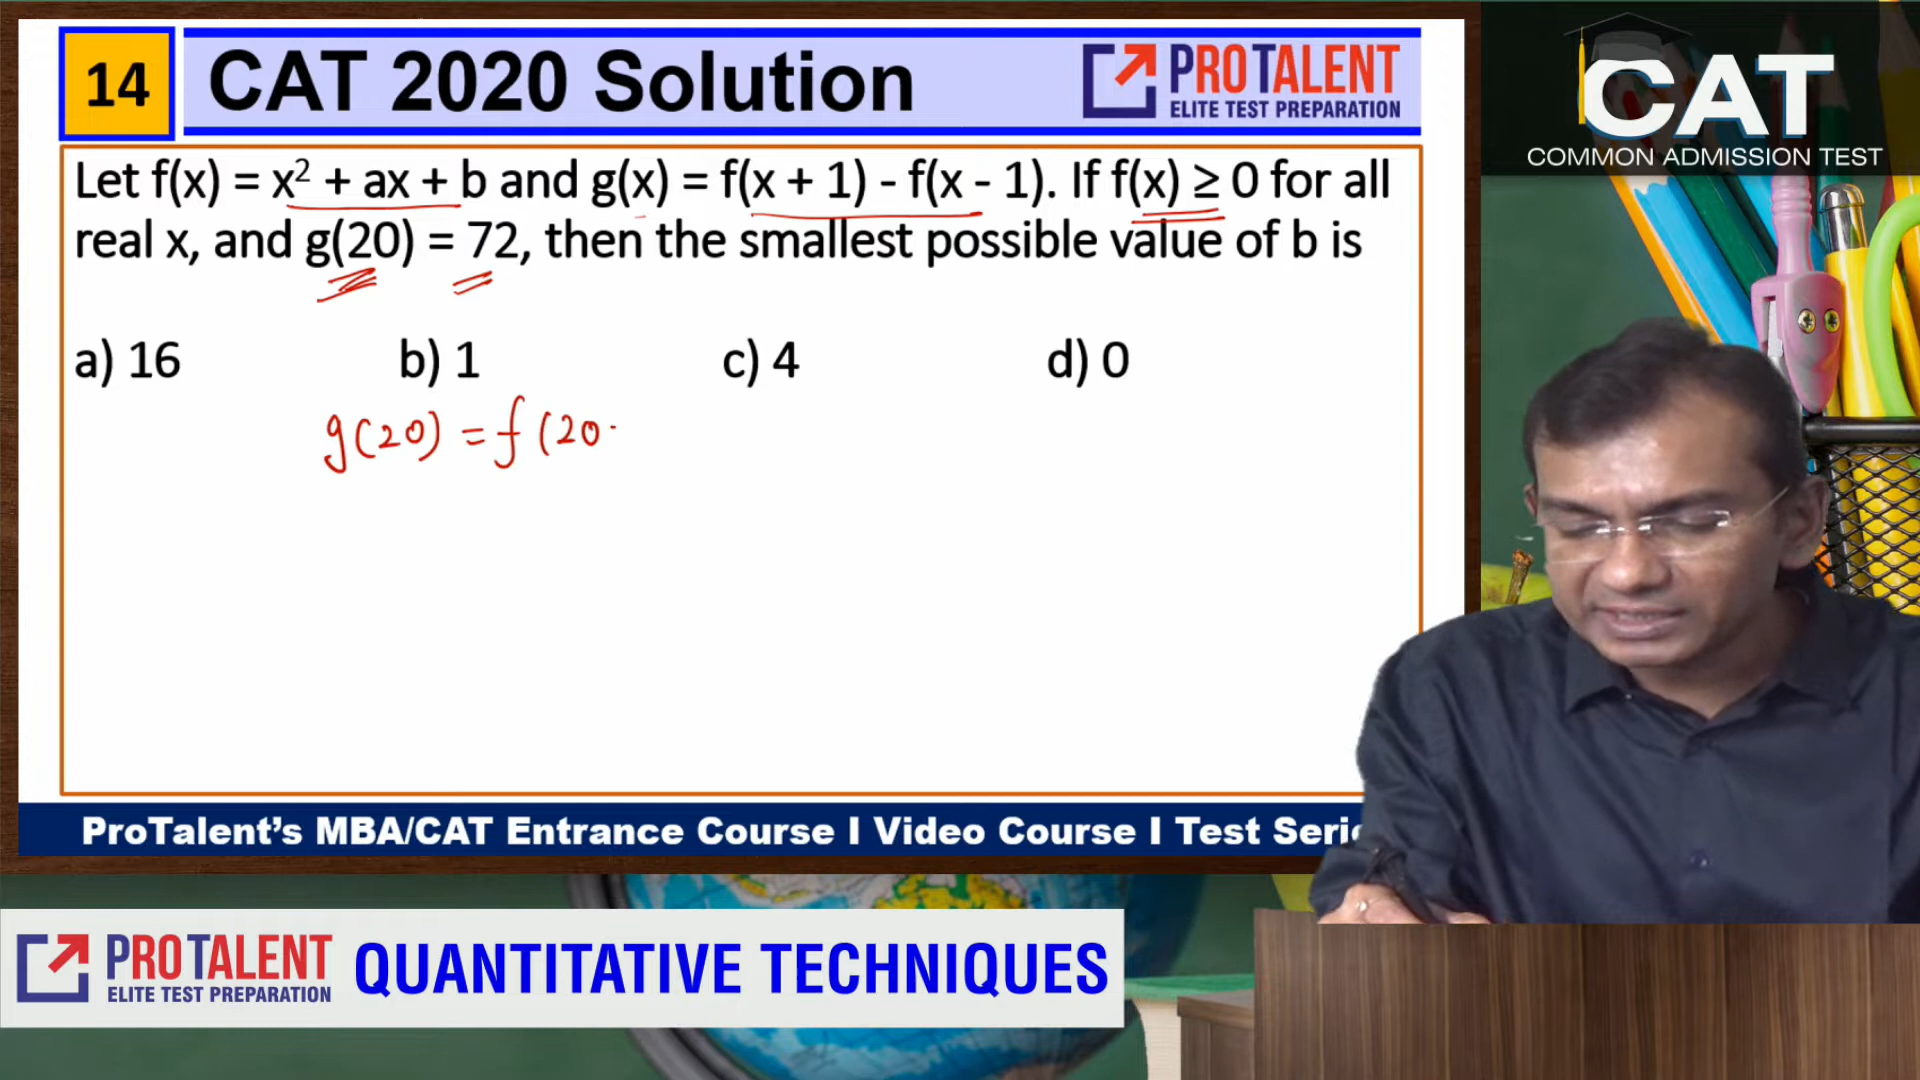 14
CAT 2020 Solution
PROTALENT
ELITE TEST PREPARATION
CAT
COMMON ADMISSION TEST
Let f(x) = x² + ax + b and g(x) = f(x + 1) - f(x - 1). If f(x) ≥ 0 for all
real x, and g(20) = 72, then the smallest possible value of b is
a) 16 b) 1 c) 4 d) 0
g(20) = f (20
ProTalent's MBA/CAT Entrance Course I Video Course I Test Serie
PROTALENT
ELITE TEST PREPARATION
QUANTITATIVE TECHNIQUES